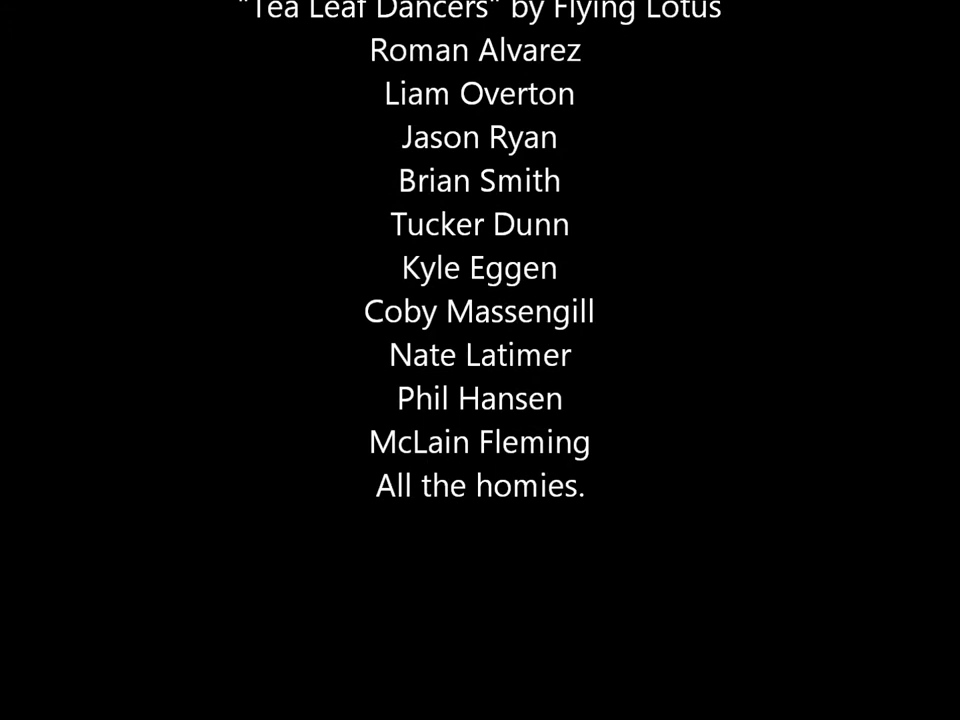 "Tea Leaf Dancers" by Flying Lotus
Roman Alvarez
Liam Overton
Jason Ryan
Brian Smith
Tucker Dunn
Kyle Eggen
Coby Massengill
Nate Latimer
Phil Hansen
McLain Fleming
All the homies.